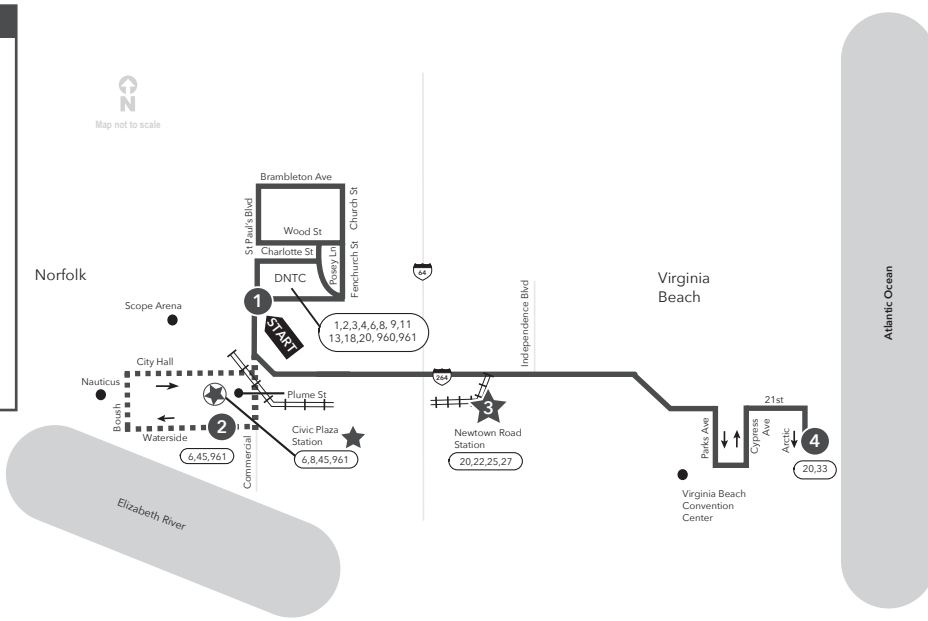 N
Map not to scale
Brambleton Ave
St Paul's Blvd
Church St
Wood St
Charlotte St
Posey Ln
Fenchurch St
DNTC
Norfolk
64
Virginia
Beach
Atlantic Ocean
1
Scope Arena
START
1,2,3,4,6,8, 9,11
13,18,20, 960,961
Independence Blvd
City Hall
264
Nauticus
Plume St
Boush
2
3
Waterside
Civic Plaza
Station
Commercial
6,45,961
6,8,45,961
Newtown Road
Station
20,22,25,27
21st
Parks Ave
Cypress
Ave
Arctic
4
20,33
Virginia Beach
Convention
Center
Elizabeth River